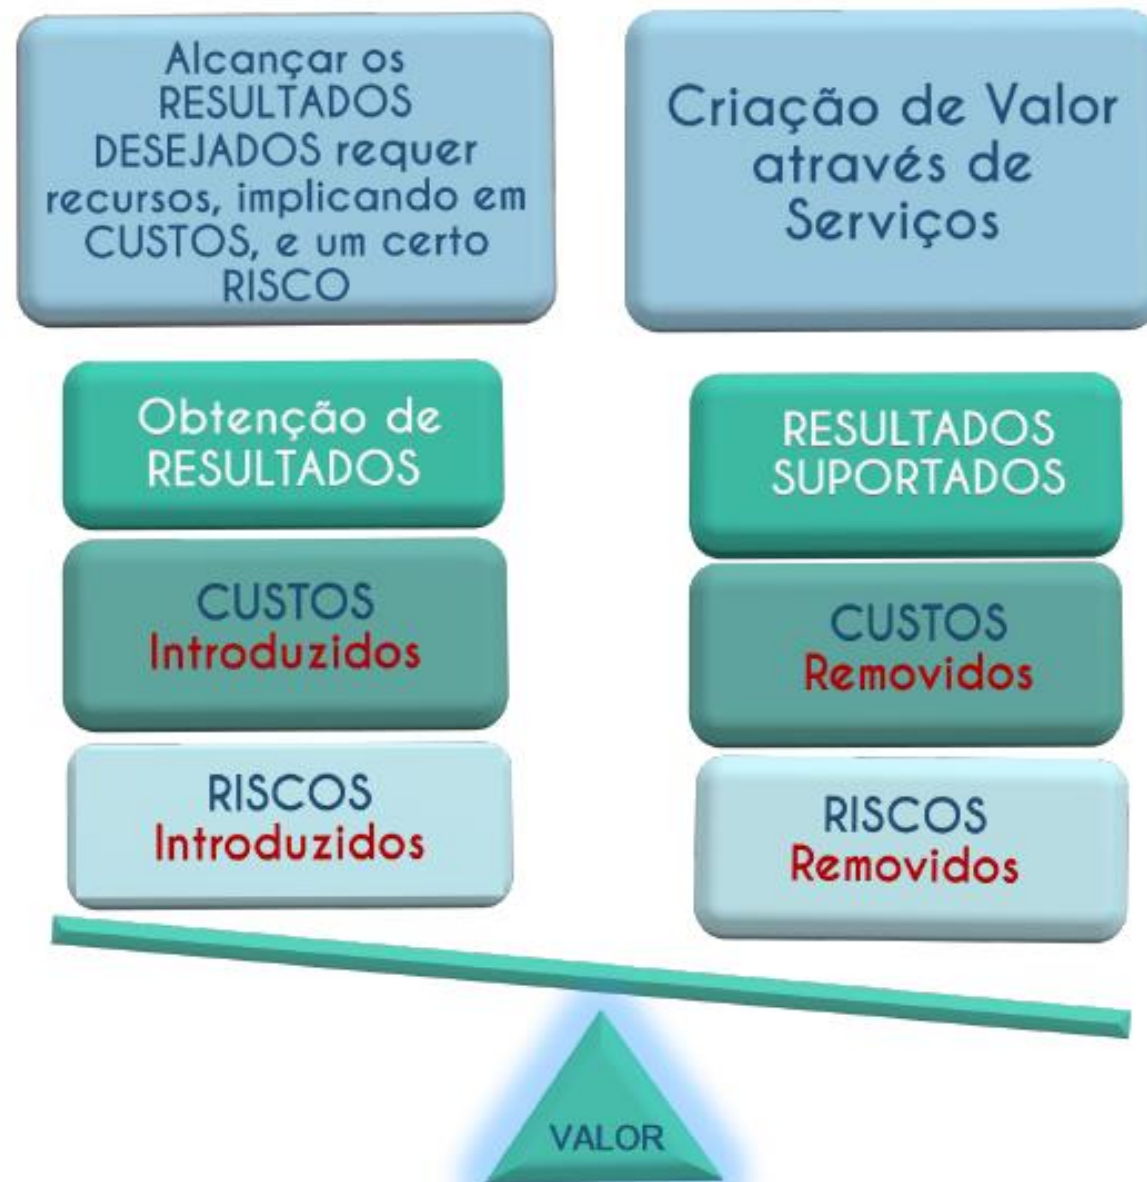 Alcançar os
RESULTADOS
DESEJADOS requer
recursos, implicando em
CUSTOS, e um certo
RISCO
Criação de Valor
através de
Serviços
Obtenção de
RESULTADOS
CUSTOS
Introduzidos
RISCOS
Introduzidos
RESULTADOS
SUPORTADOS
CUSTOS
Removidos
RISCOS
Removidos
VALOR